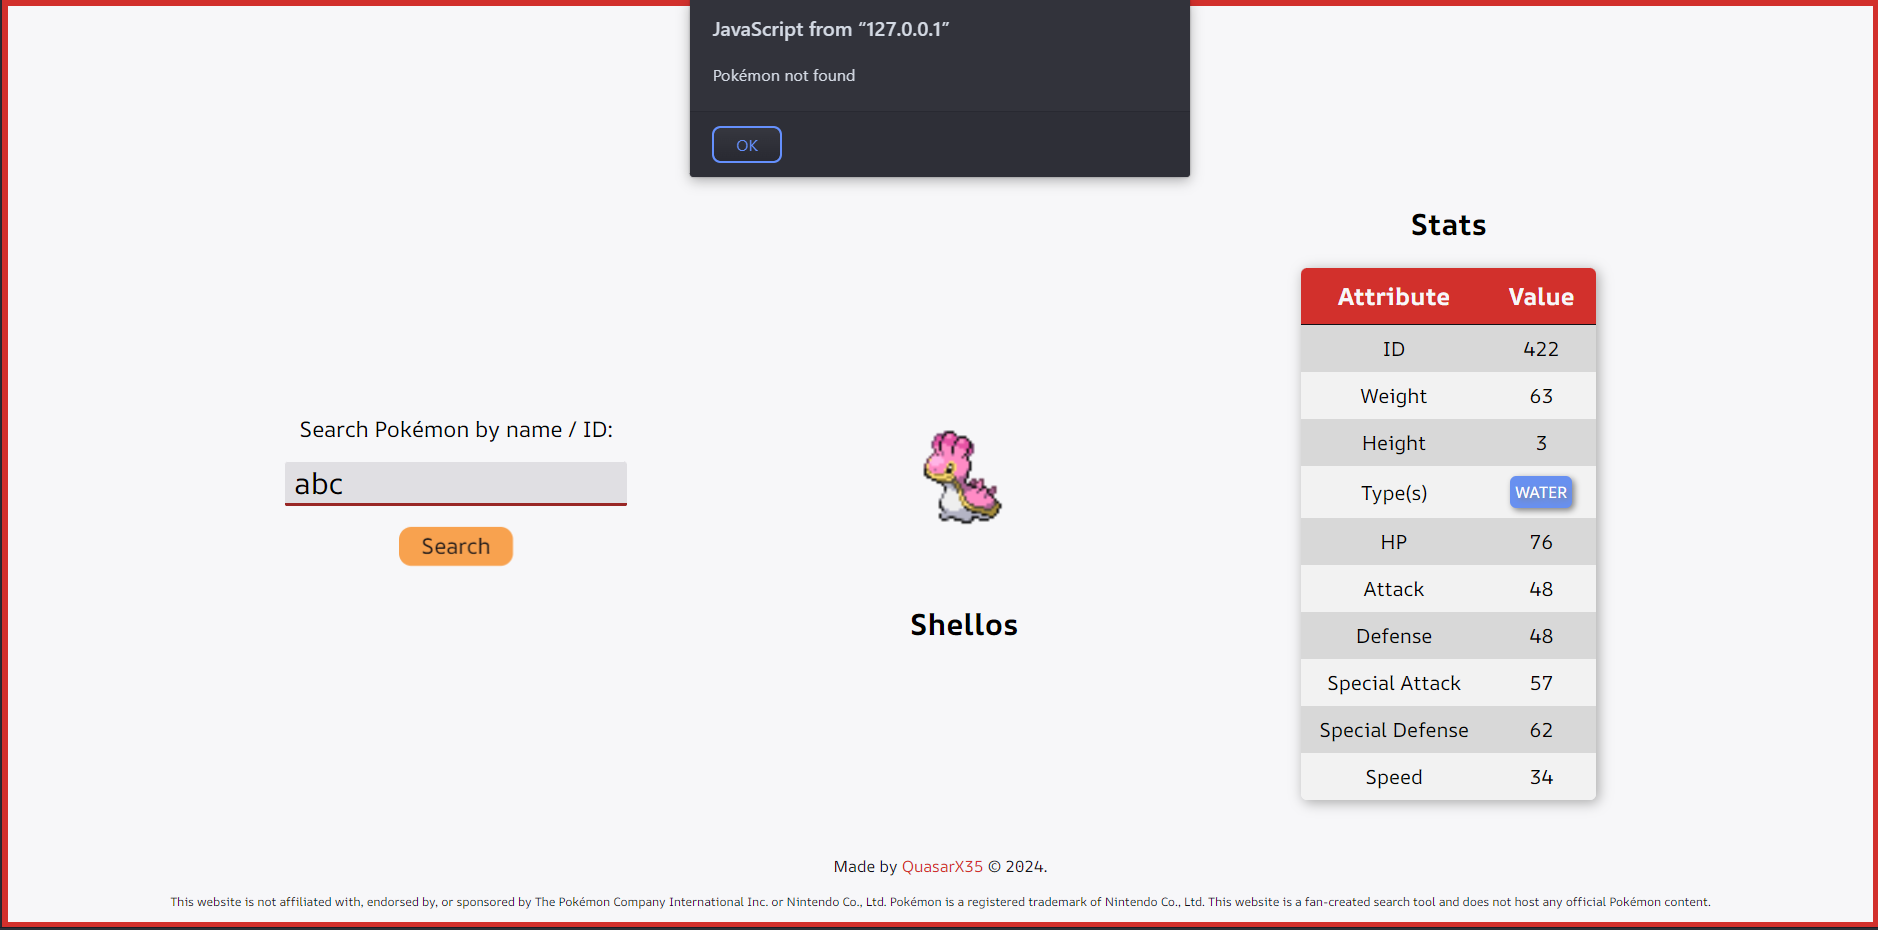 JavaScript from “127.0.0.1”
Pokémon not found
OK
Search Pokémon by name / ID:
abc
Search
Shellos
Stats
Attribute Value
ID 422
Weight 63
Height 3
Type(s) WATER
HP 76
Attack 48
Defense 48
Special Attack 57
Special Defense 62
Speed 34
Made by QuasarX35 © 2024.
This website is not affiliated with, endorsed by, or sponsored by The Pokémon Company International Inc. or Nintendo Co., Ltd. Pokémon is a registered trademark of Nintendo Co., Ltd. This website is a fan-created search tool and does not host any official Pokémon content.